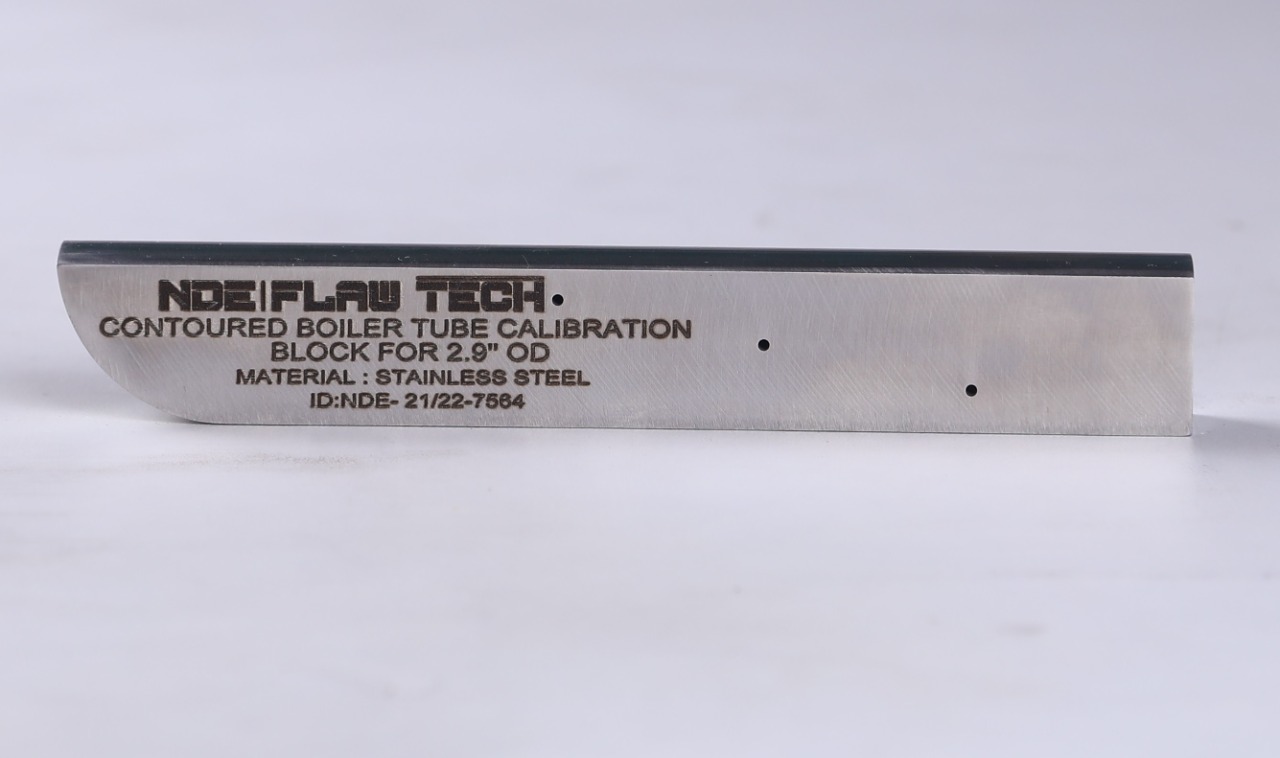 NDE|FLAW TECH
CONTOURED BOILER TUBE CALIBRATION
BLOCK FOR 2.9" OD
MATERIAL : STAINLESS STEEL
ID:NDE- 21/22-7564